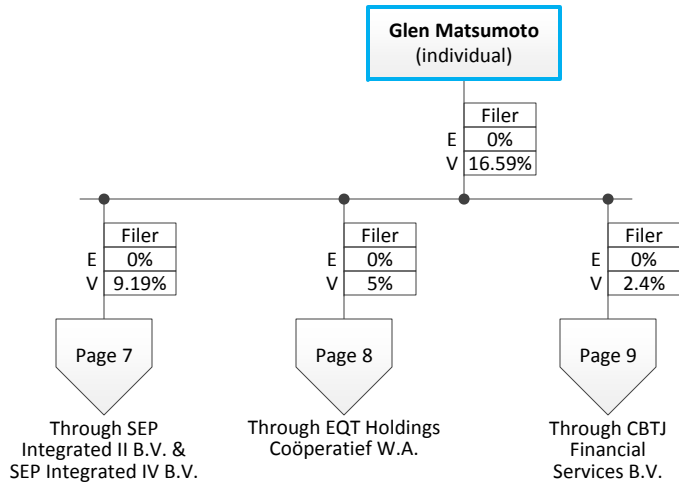 Glen Matsumoto
(individual)
Filer
E 0%
V 16.59%
Filer
E 0%
V 9.19%
Filer
E 0%
V 5%
Filer
E 0%
V 2.4%
Page 7
Page 8
Page 9
Through SEP
Integrated II B.V. &
SEP Integrated IV B.V.
Through EQT Holdings
Coöperatief W.A.
Through CBTJ
Financial
Services B.V.